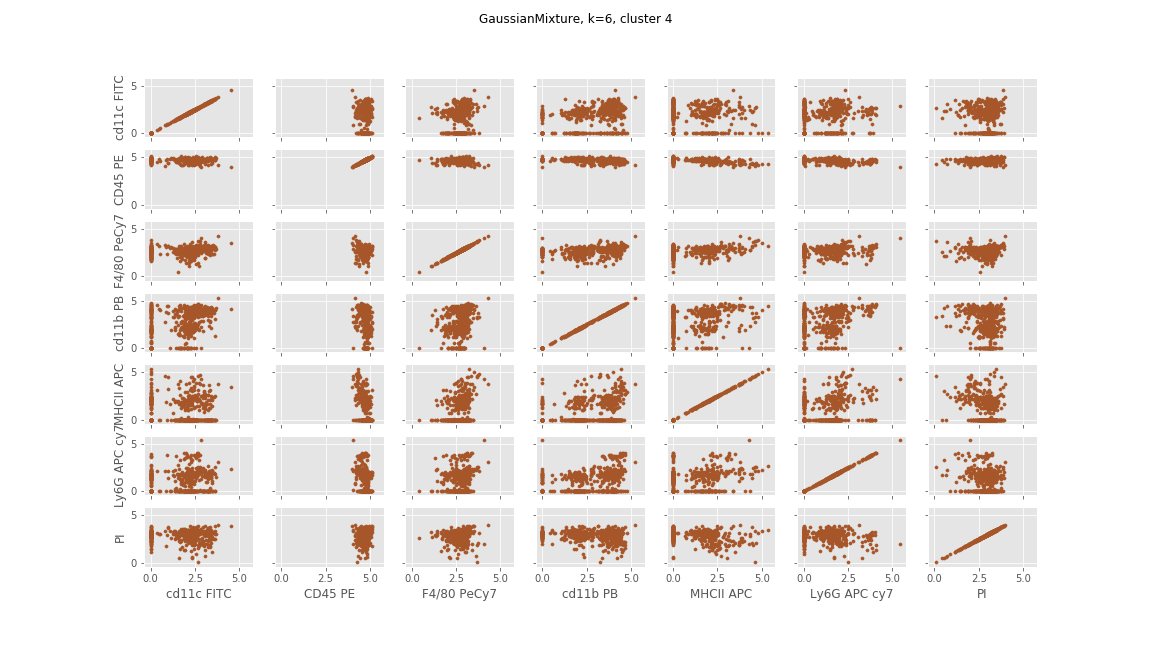 GaussianMixture, k=6, cluster 4
cd11c FITC
5
0
CD45 PE
5
0
F4/80 PeCy7
5
0
cd11b PB
5
0
MHCII APC
5
0
Ly6G APC cy7
5
0
PI
5
0
0.0 2.5 5.0 0.0 2.5 5.0 0.0 2.5 5.0 0.0 2.5 5.0 0.0 2.5 5.0 0.0 2.5 5.0 0.0 2.5 5.0
cd11c FITC CD45 PE F4/80 PeCy7 cd11b PB MHCII APC Ly6G APC cy7 PI